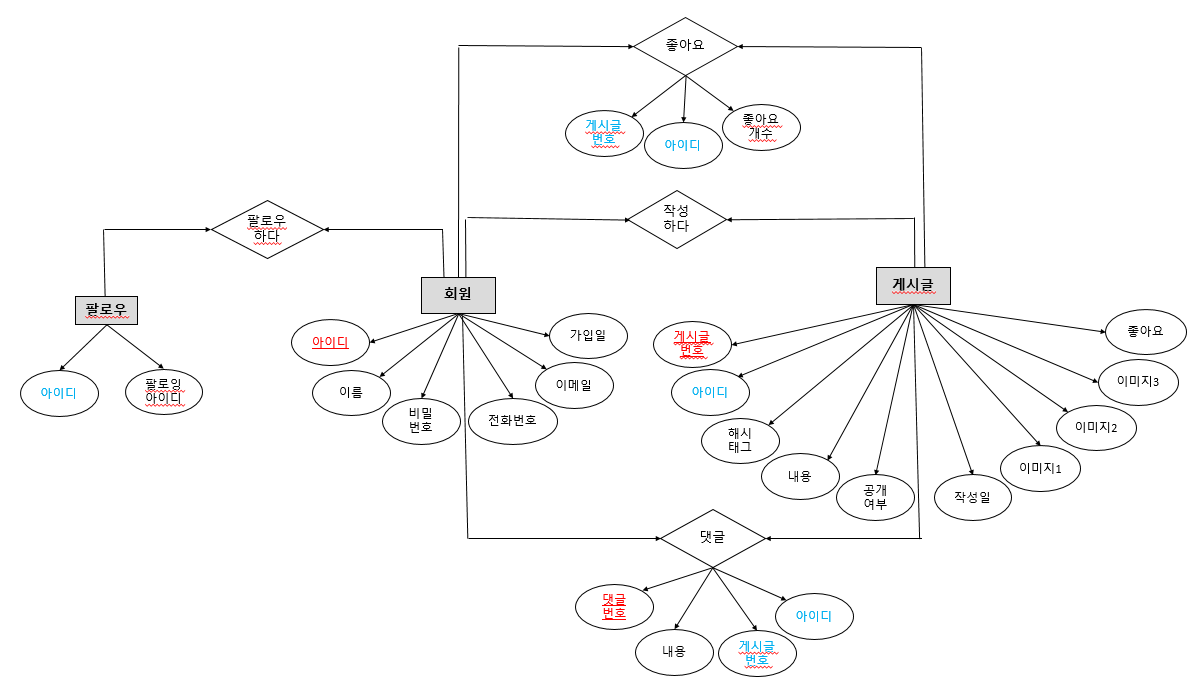 좋아요
게시글
번호
아이디
좋아요
개수
팔로우
하다
작성
하다
팔로우
회원
게시글
아이디
팔로잉
아이디
아이디
이름
비밀
번호
전화번호
이메일
가입일
게시글
번호
아이디
해시
태그
내용
공개
여부
작성일
이미지1
이미지2
이미지3
좋아요
댓글
댓글
번호
내용
게시글
번호
아이디